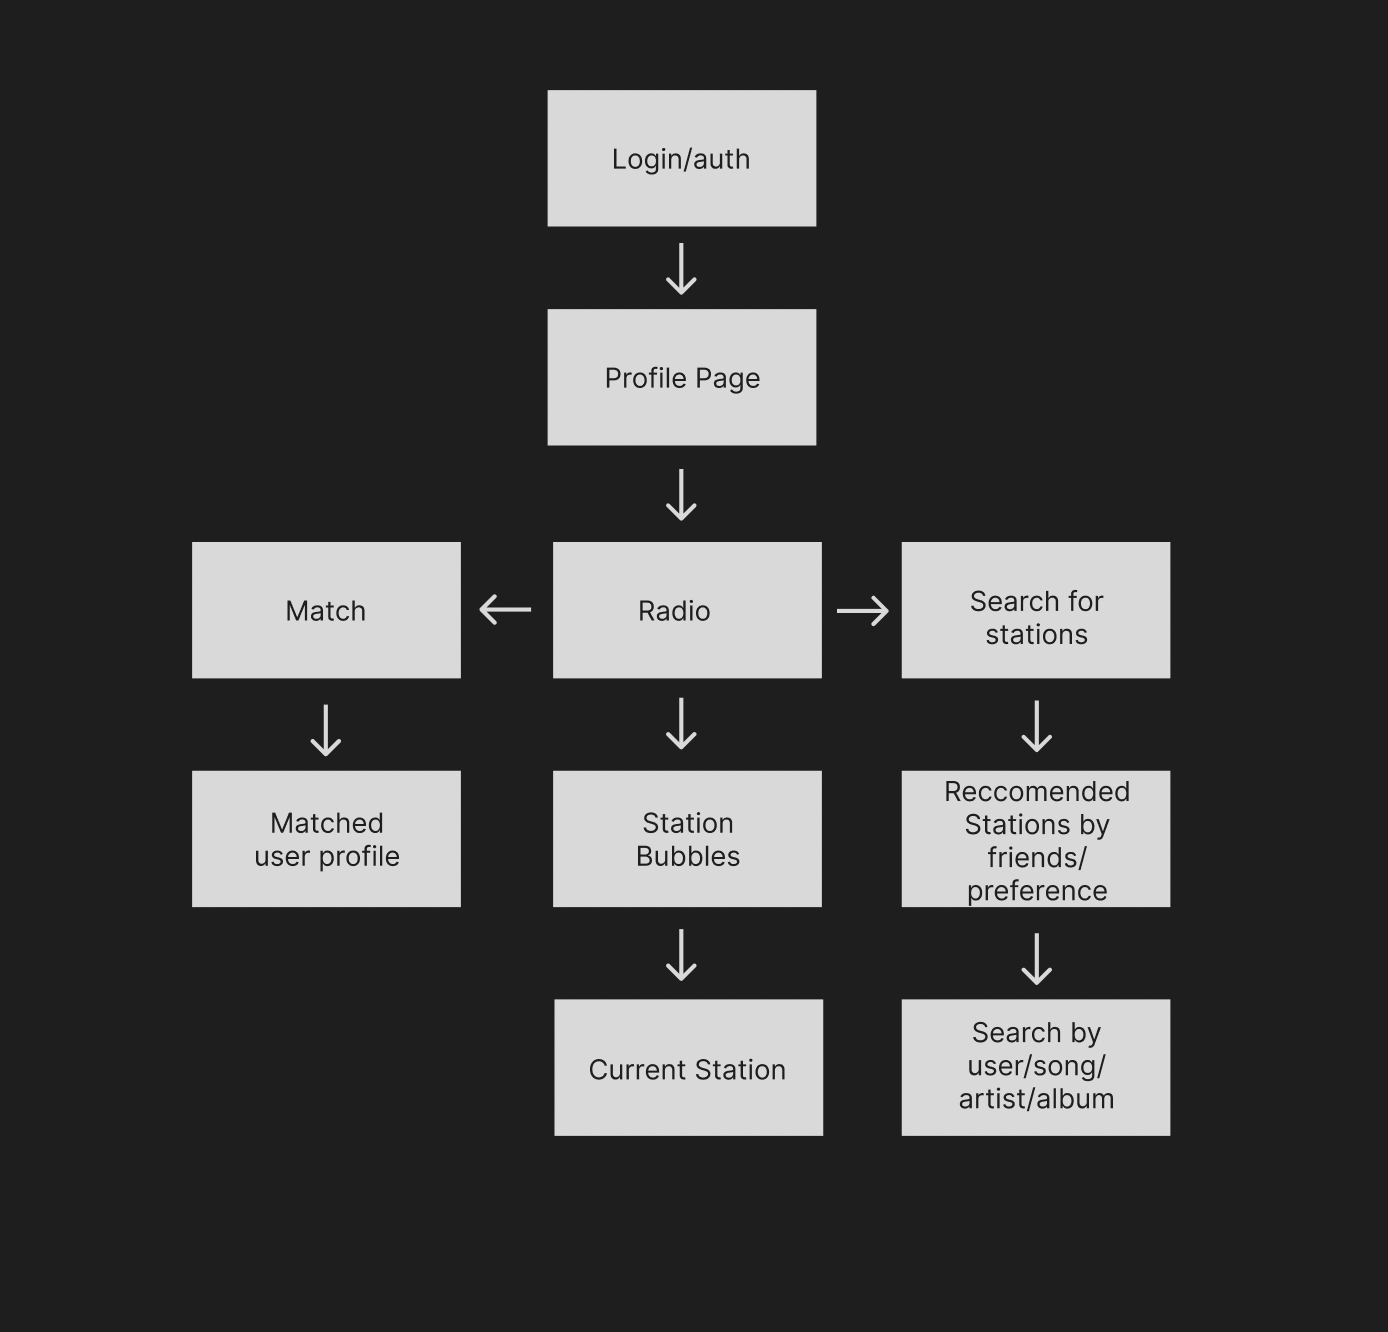 Login/auth
Profile Page
Match
Radio
Search for
stations
Matched
user profile
Station
Bubbles
Reccomended
Stations by
friends/
preference
Current Station
Search by
user/song/
artist/album